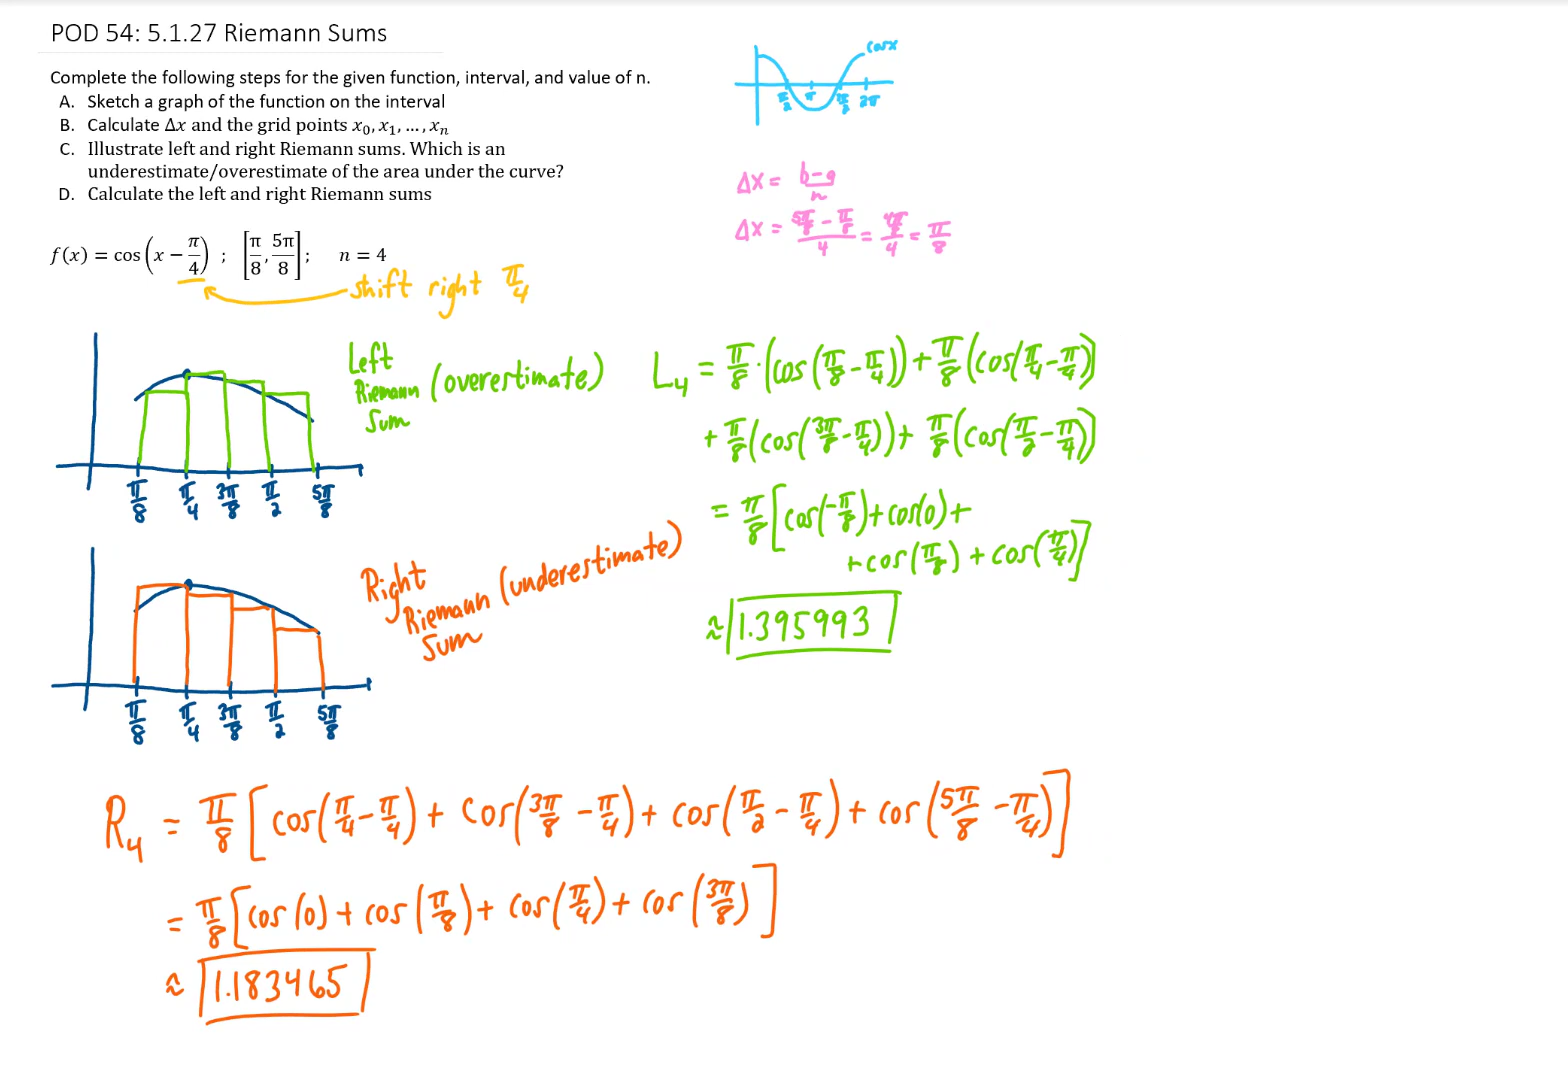 POD 54: 5.1.27 Riemann Sums
Complete the following steps for the given function, interval, and value of n.
A. Sketch a graph of the function on the interval
B. Calculate Δx and the grid points x₀, x₁, …, xₙ
C. Illustrate left and right Riemann sums. Which is an
underestimate/overestimate of the area under the curve?
D. Calculate the left and right Riemann sums
f(x) = cos(x − π/4) ; [π/8, 5π/8]; n = 4
shift right π/4
cosx
π/2 π 3π/2 2π
Δx = (b-a)/n
Δx = (5π/8 - π/8)/4 = (4π/8)/4 = π/8
Left
Riemann (overestimate)
Sum
π/8 π/4 3π/8 π/2 5π/8
L₄ = π/8·(cos(π/8-π/4)) + π/8(cos(π/4-π/4))
+ π/8(cos(3π/8-π/4)) + π/8(cos(π/2-π/4))
= π/8[cos(-π/8) + cos(0) +
+ cos(π/8) + cos(π/4)]
≈ 1.395993
Right
Riemann (underestimate)
Sum
π/8 π/4 3π/8 π/2 5π/8
R₄ = π/8[cos(π/4-π/4) + cos(3π/8-π/4) + cos(π/2-π/4) + cos(5π/8-π/4)]
= π/8[cos(0) + cos(π/8) + cos(π/4) + cos(3π/8)]
≈ 1.183465